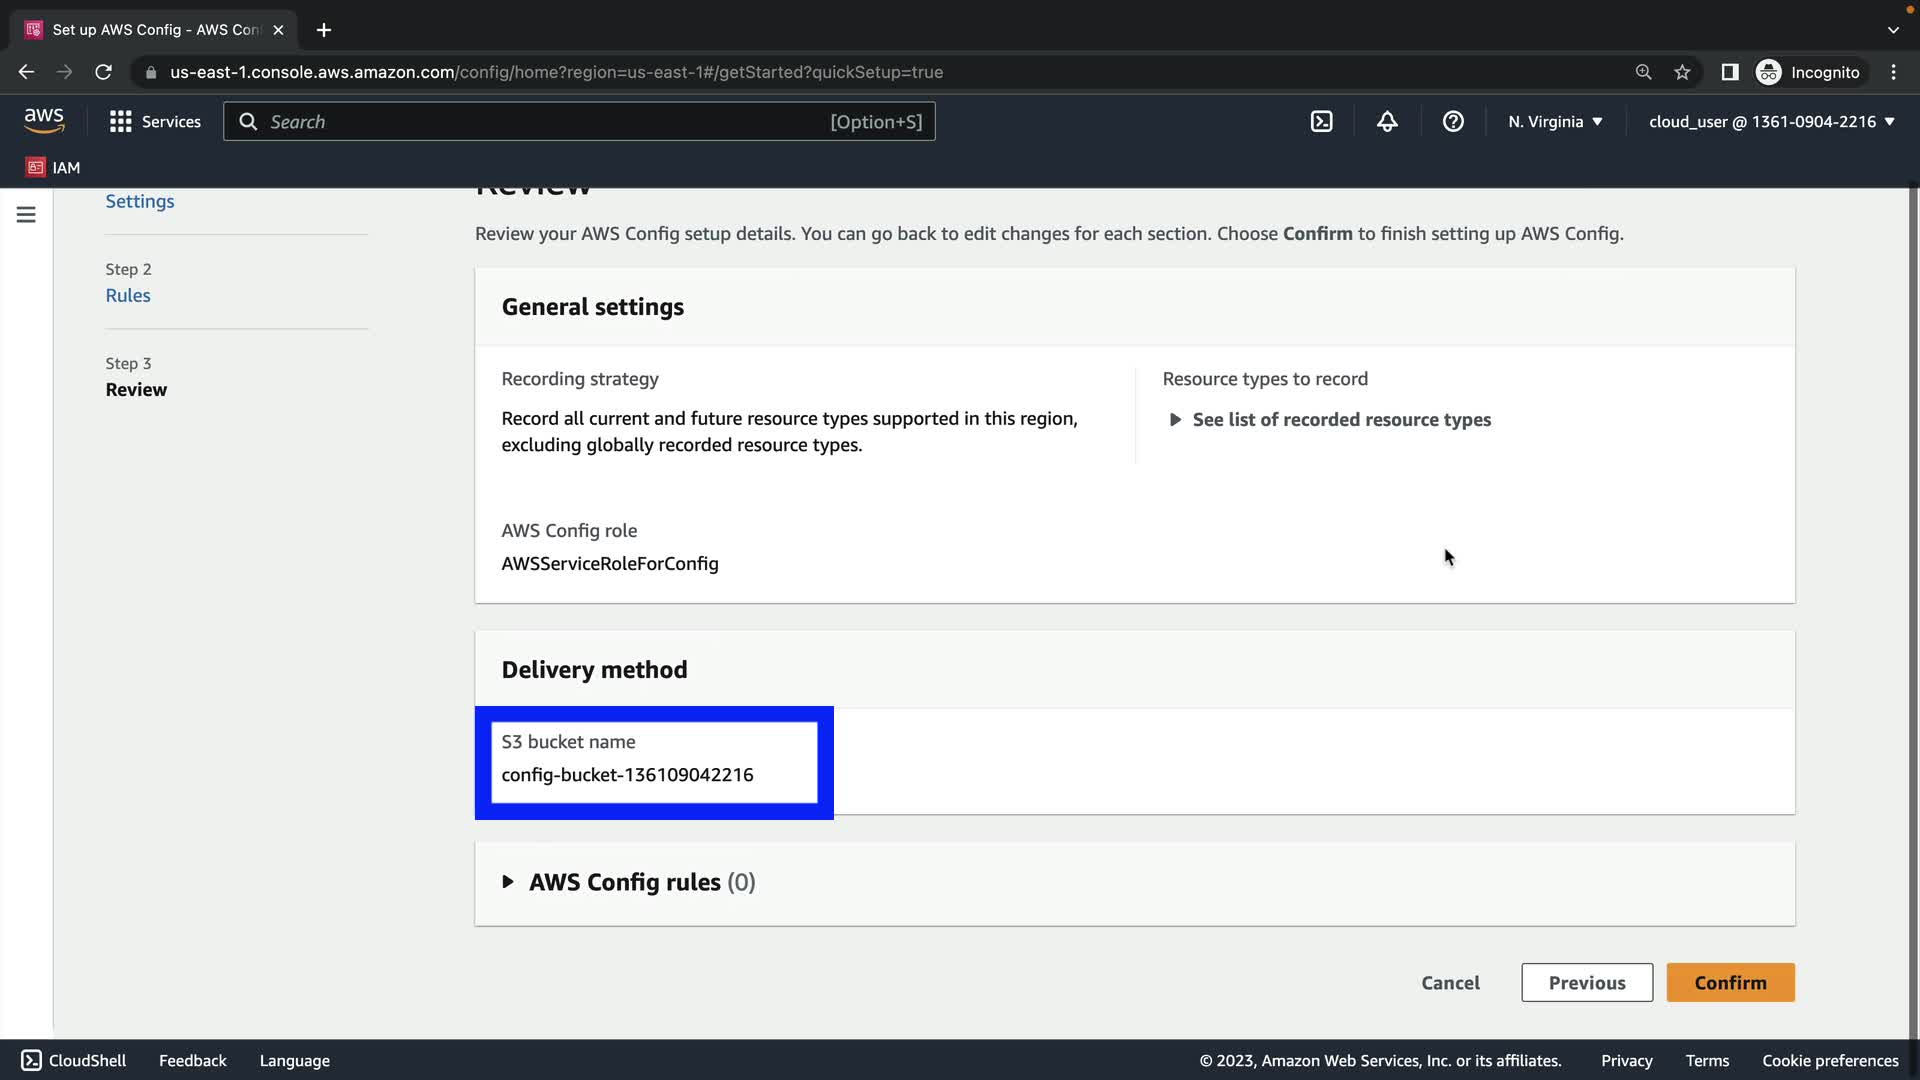 Set up AWS Config - AWS Con
us-east-1.console.aws.amazon.com/config/home?region=us-east-1#/getStarted?quickSetup=true
Incognito
aws
Services
Search
[Option+S]
N. Virginia
cloud_user @ 1361-0904-2216
IAM
Settings
Step 2
Rules
Step 3
Review
Review
Review your AWS Config setup details. You can go back to edit changes for each section. Choose Confirm to finish setting up AWS Config.
General settings
Recording strategy
Record all current and future resource types supported in this region,
excluding globally recorded resource types.
Resource types to record
See list of recorded resource types
AWS Config role
AWSServiceRoleForConfig
Delivery method
S3 bucket name
config-bucket-136109042216
AWS Config rules (0)
Cancel
Previous
Confirm
CloudShell
Feedback
Language
© 2023, Amazon Web Services, Inc. or its affiliates.
Privacy
Terms
Cookie preferences